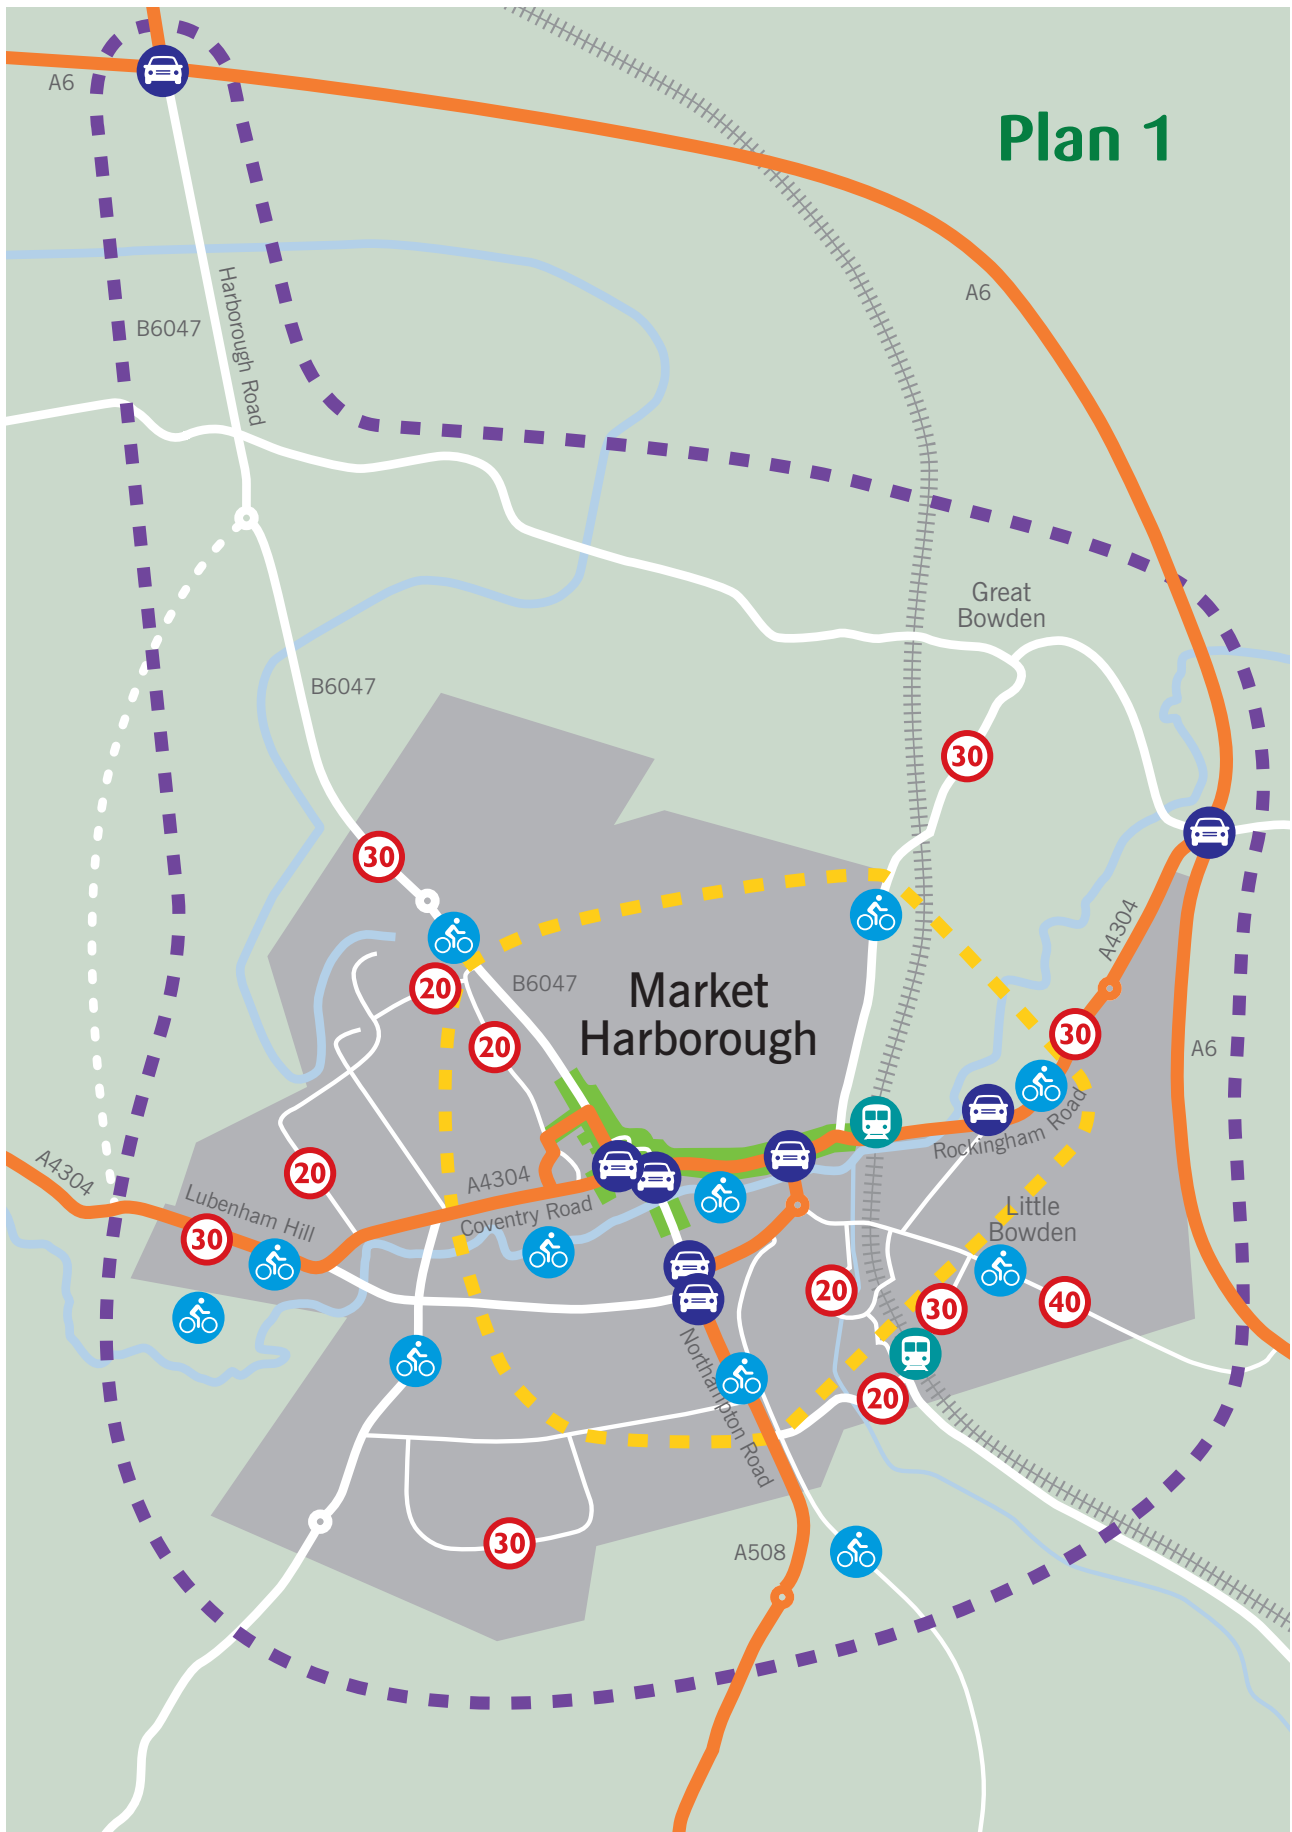 Plan 1
A6
A6
B6047
Harborough Road
Great
Bowden
B6047
30
30
A4304
Market
Harborough
B6047
20
30
20
A6
Rockingham Road
A4304
20
A4304
Lubenham Hill
Coventry Road
Little
Bowden
30
20
30
40
Northampton Road
20
30
A508